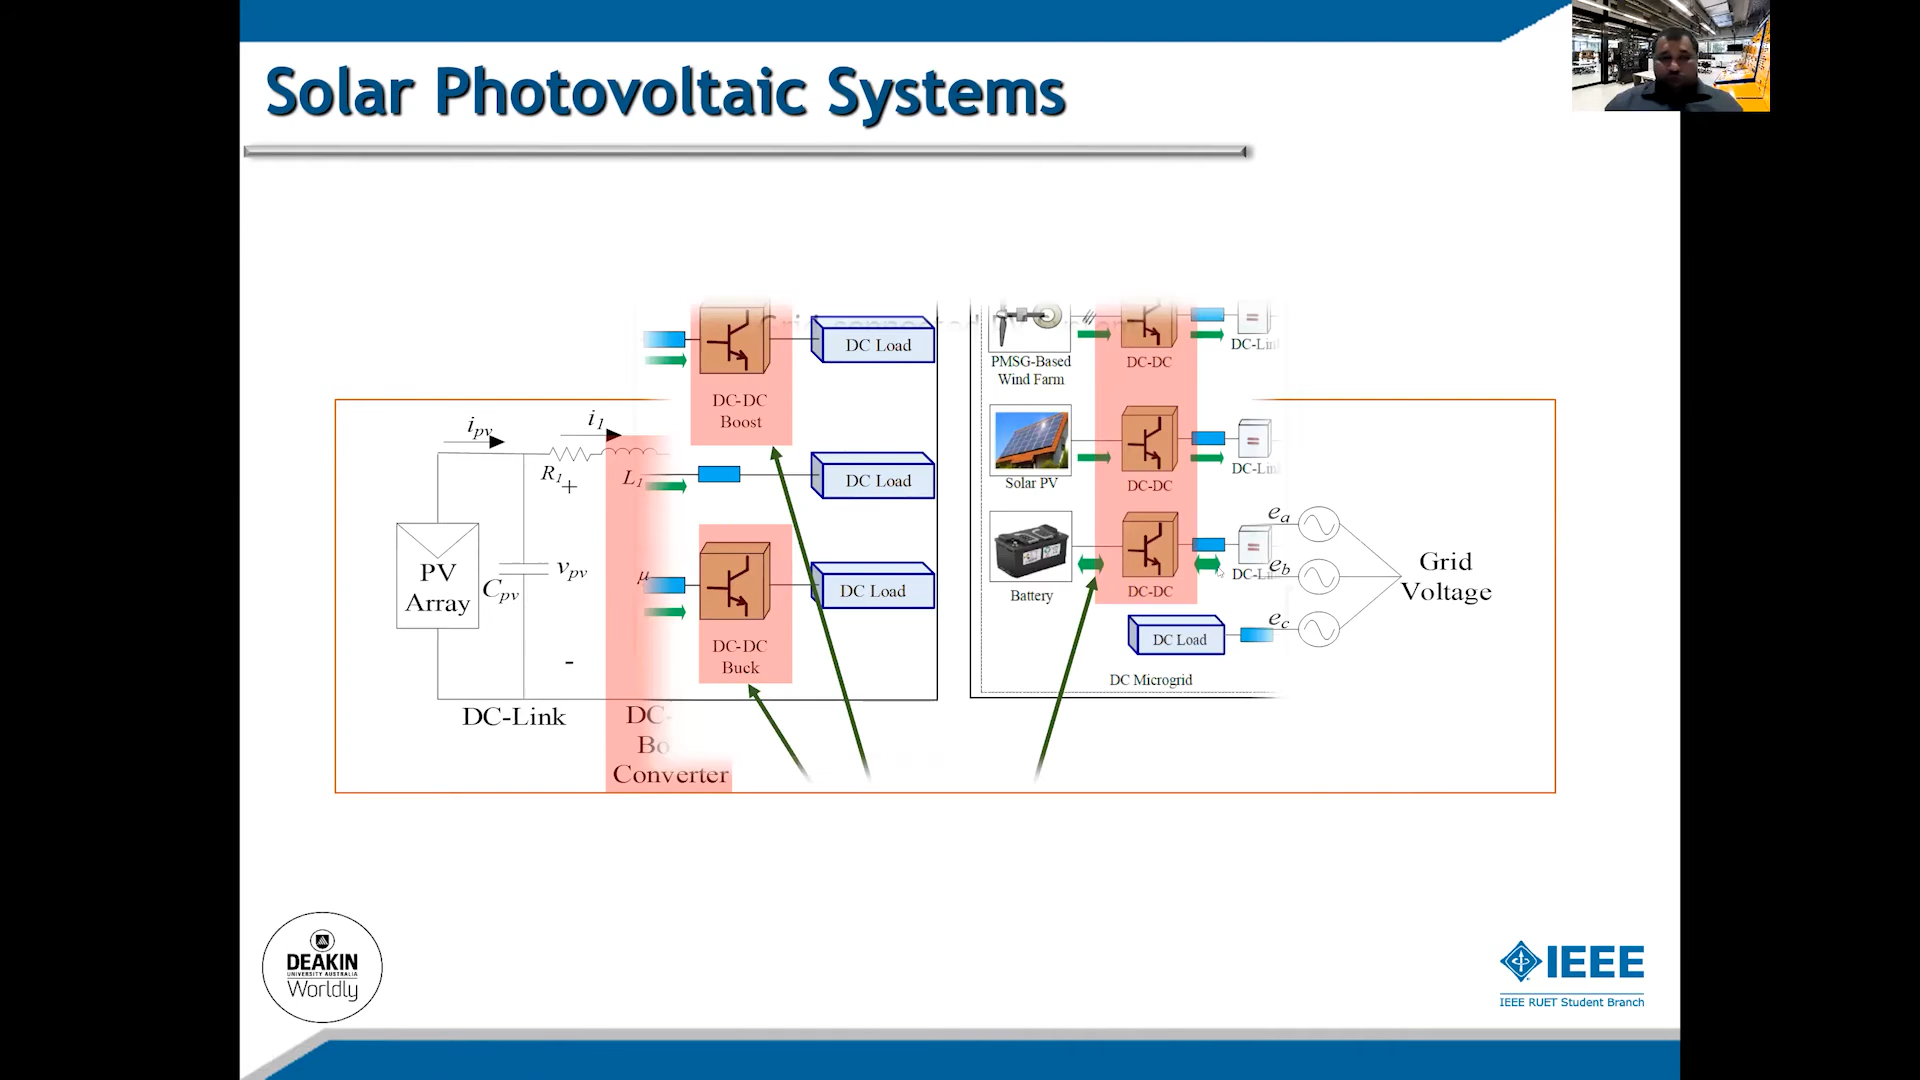 Solar Photovoltaic Systems
DC Load
DC-DC
Boost
DC Load
DC-DC
Buck
DC Load
PMSG-Based
Wind Farm
DC-DC
DC-Lin
Solar PV
DC-DC
DC-Lin
Battery
DC-DC
DC-Li
DC Load
DC Microgrid
i_pv
i_1
R_1
+
L_1
PV
Array
C_pv
v_pv
μ
-
DC-Link
DC-
Bo
Converter
e_a
e_b
e_c
Grid
Voltage
DEAKIN
UNIVERSITY AUSTRALIA
Worldly
IEEE
IEEE RUET Student Branch